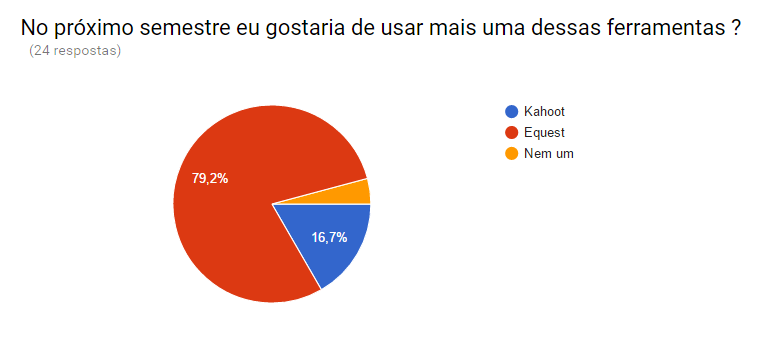 No próximo semestre eu gostaria de usar mais uma dessas ferramentas ?
(24 respostas)
Kahoot
Equest
Nem um
79,2%
16,7%